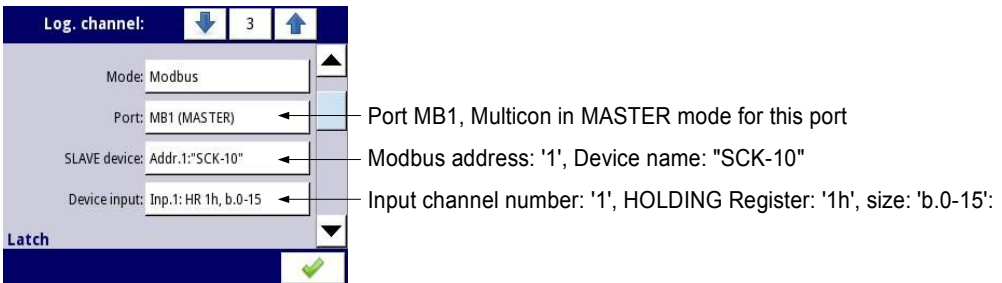 Log. channel: 3
Mode: Modbus
Port: MB1 (MASTER)
Port MB1, Multicon in MASTER mode for this port
SLAVE device: Addr.1:"SCK-10"
Modbus address: '1', Device name: "SCK-10"
Device input: Inp.1: HR 1h, b.0-15
Input channel number: '1', HOLDING Register: '1h', size: 'b.0-15':
Latch